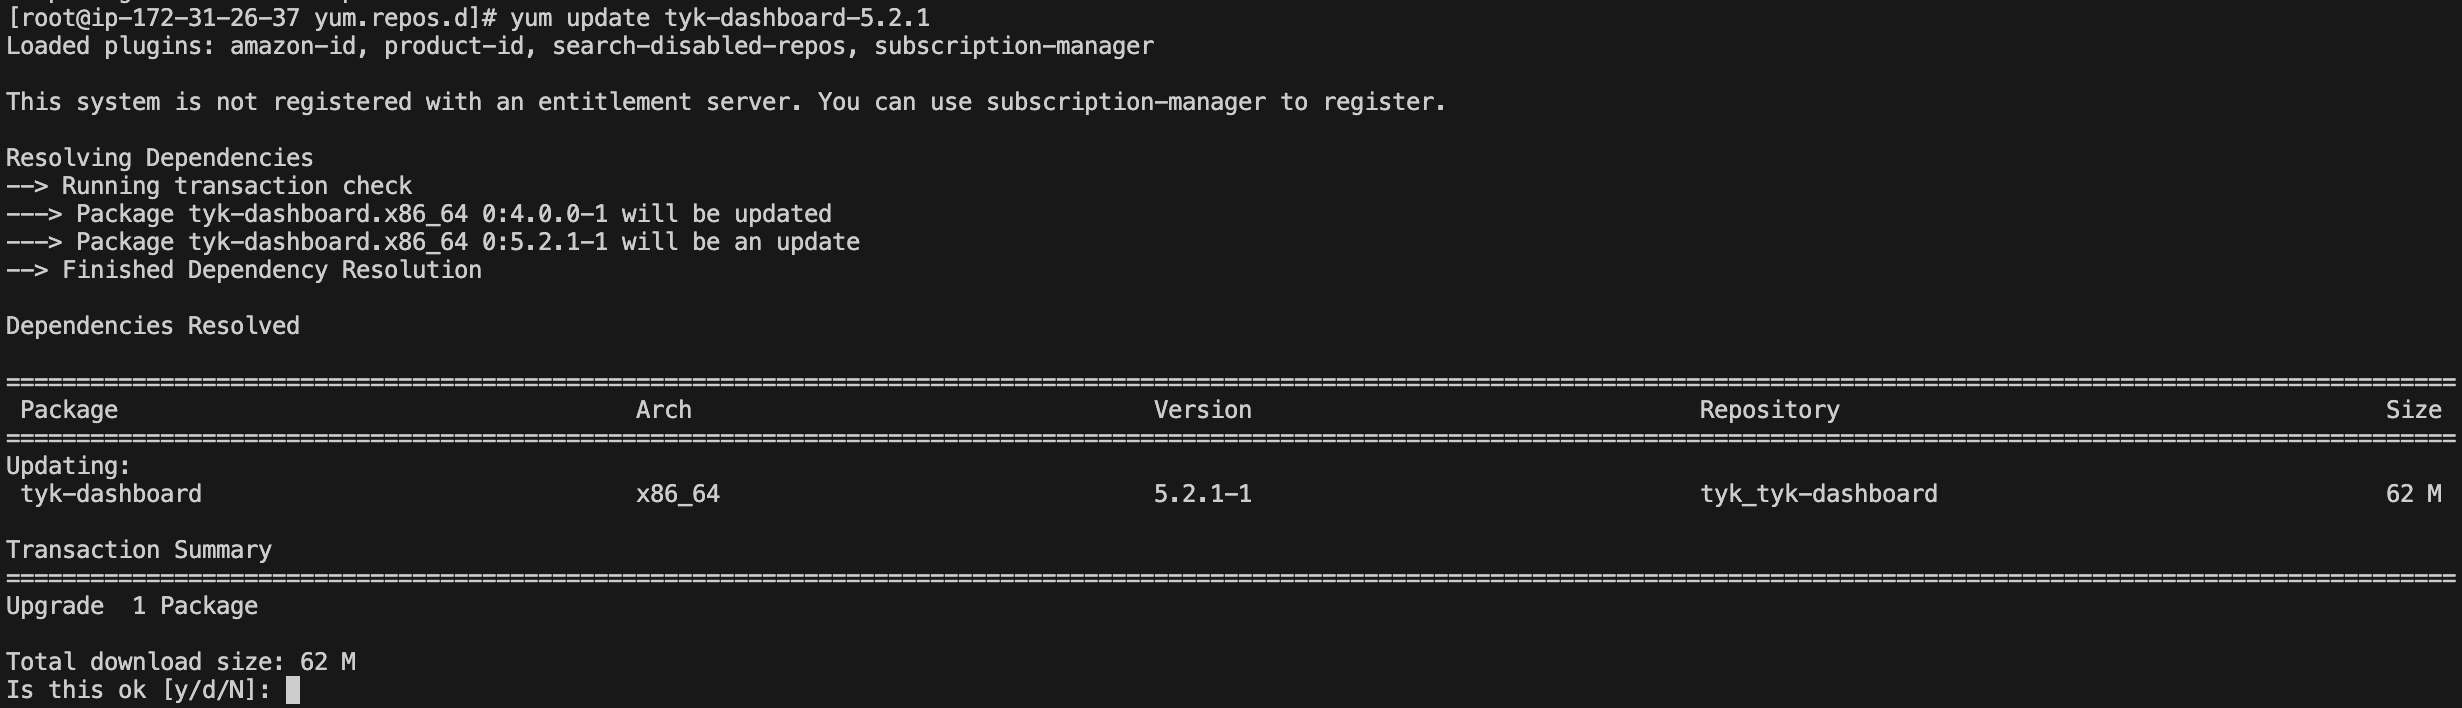 [root@ip-172-31-26-37 yum.repos.d]# yum update tyk-dashboard-5.2.1
Loaded plugins: amazon-id, product-id, search-disabled-repos, subscription-manager
This system is not registered with an entitlement server. You can use subscription-manager to register.
Resolving Dependencies
--> Running transaction check
---> Package tyk-dashboard.x86_64 0:4.0.0-1 will be updated
---> Package tyk-dashboard.x86_64 0:5.2.1-1 will be an update
--> Finished Dependency Resolution
Dependencies Resolved
Package Arch Version Repository Size
Updating:
tyk-dashboard x86_64 5.2.1-1 tyk_tyk-dashboard 62 M
Transaction Summary
Upgrade 1 Package
Total download size: 62 M
Is this ok [y/d/N]: